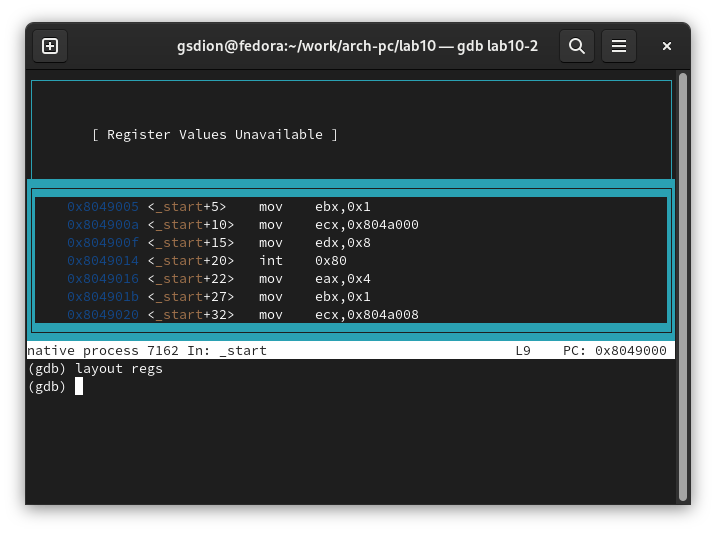 gsdion@fedora:~/work/arch-pc/lab10 — gdb lab10-2
[ Register Values Unavailable ]
0x8049005 <_start+5> mov ebx,0x1
0x804900a <_start+10> mov ecx,0x804a000
0x804900f <_start+15> mov edx,0x8
0x8049014 <_start+20> int 0x80
0x8049016 <_start+22> mov eax,0x4
0x804901b <_start+27> mov ebx,0x1
0x8049020 <_start+32> mov ecx,0x804a008
native process 7162 In: _start L9 PC: 0x8049000
(gdb) layout regs
(gdb)